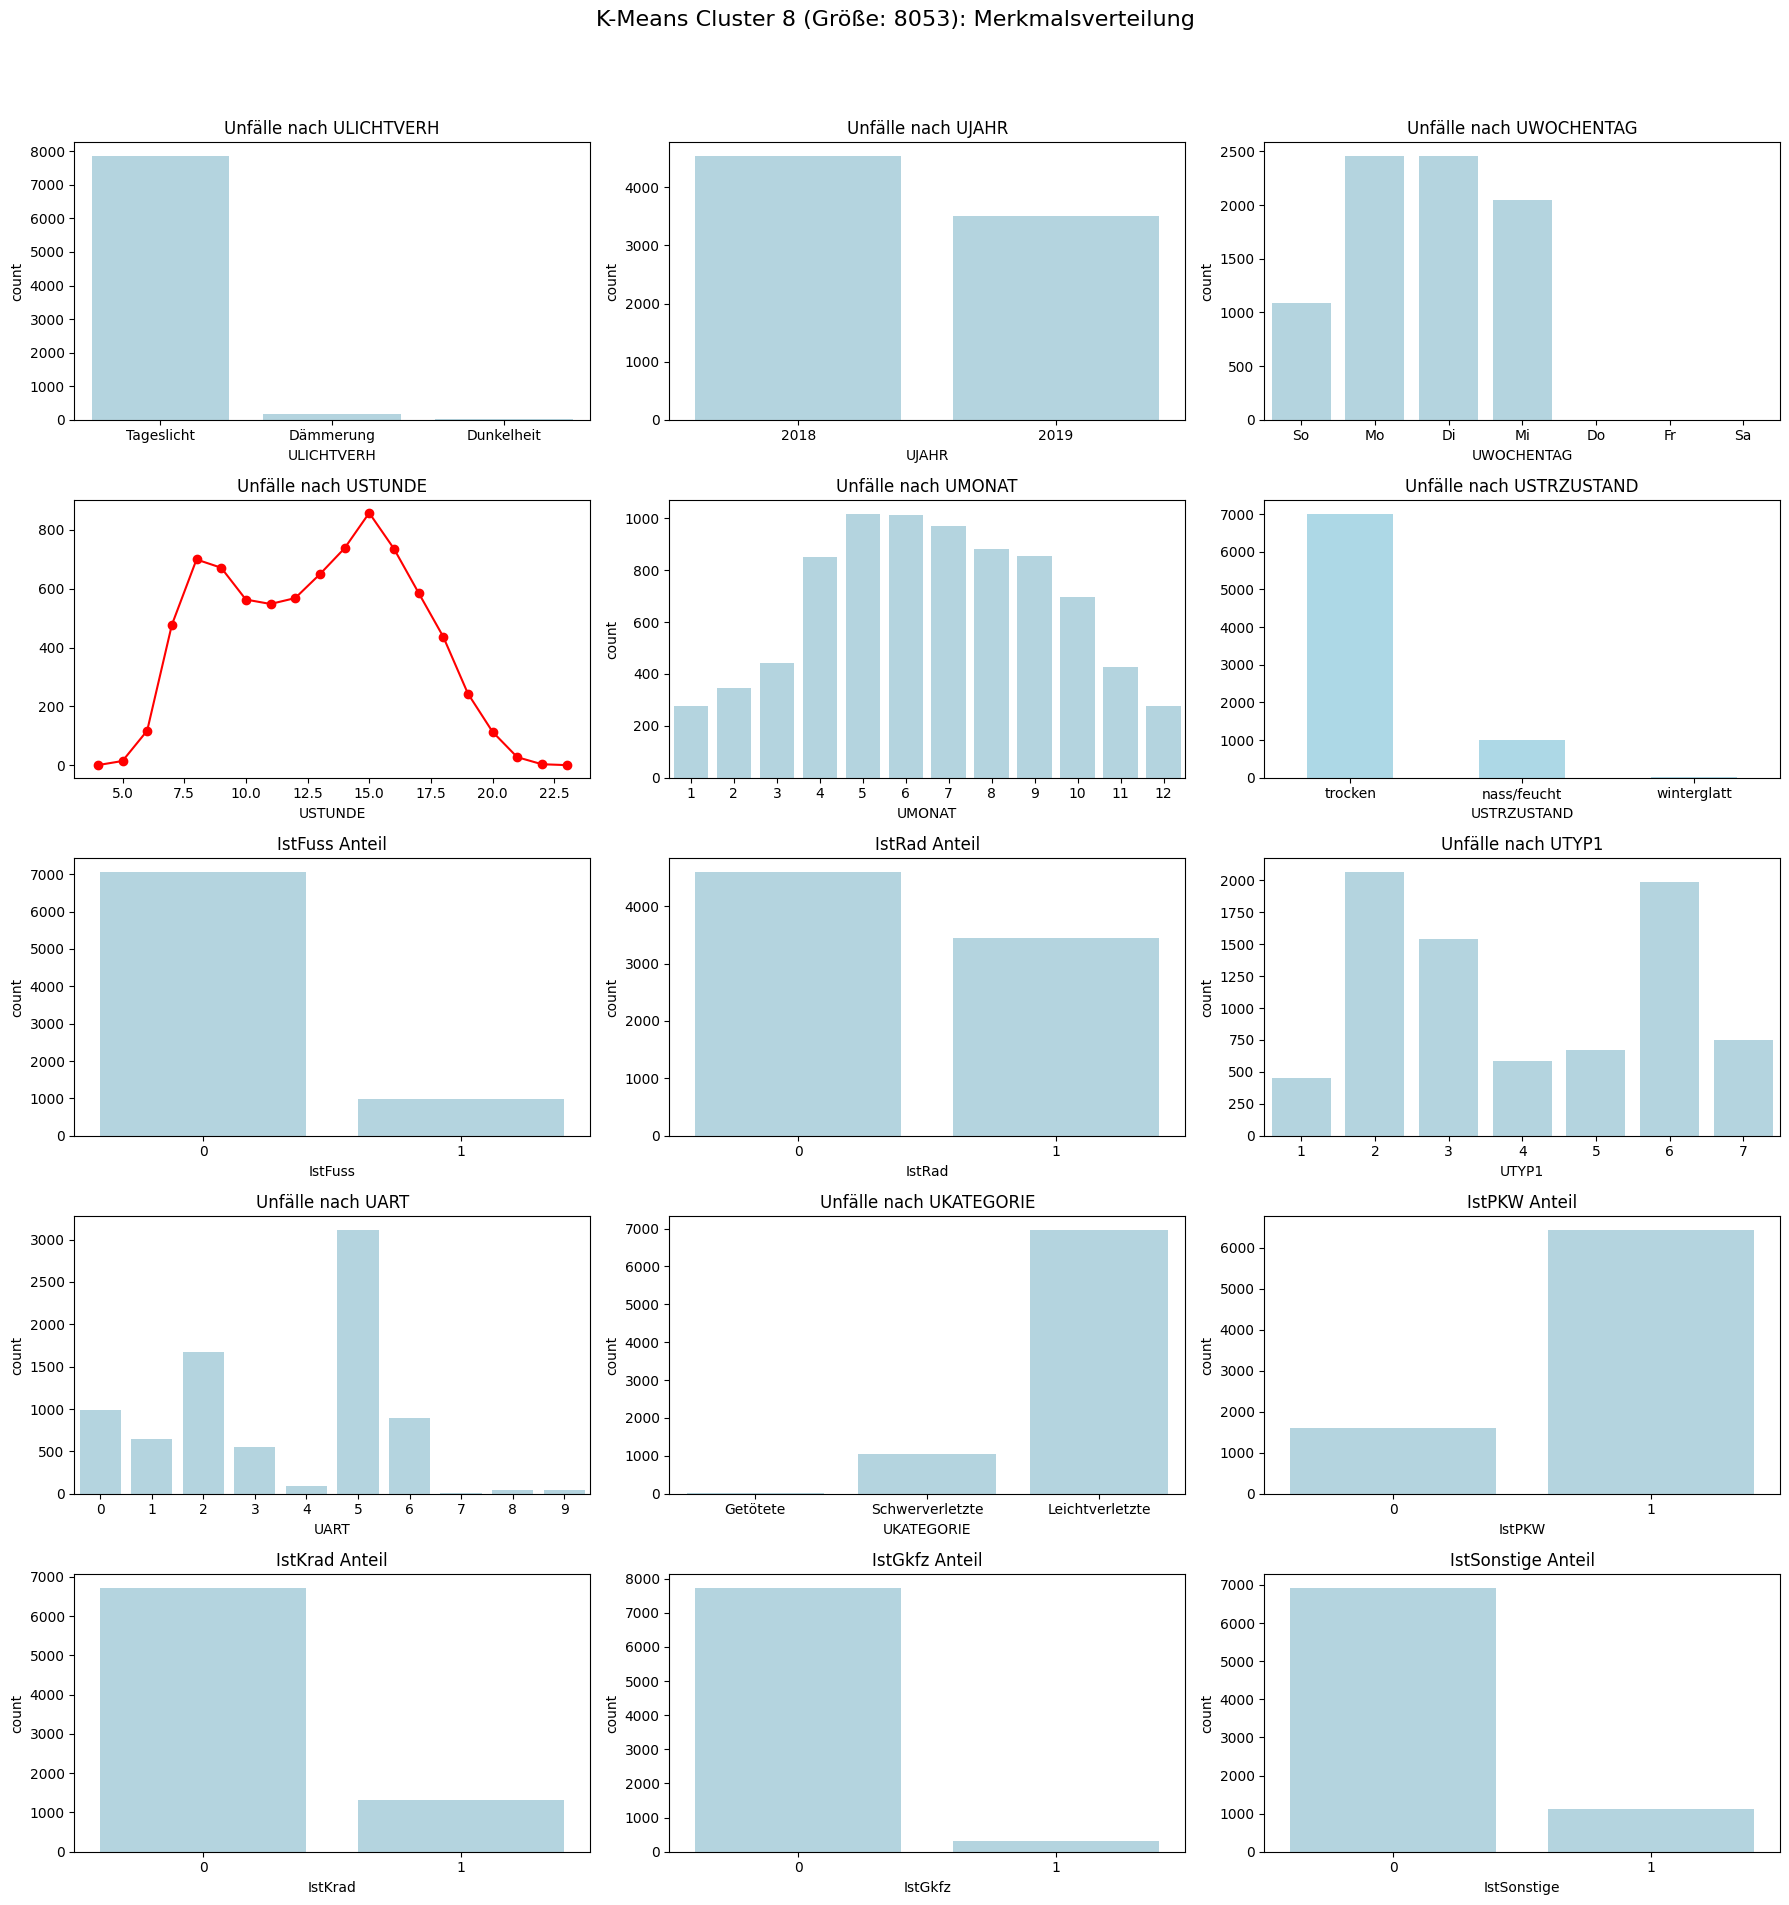 K-Means Cluster 8 (Größe: 8053): Merkmalsverteilung
Unfälle nach ULICHTVERH
count
8000
7000
6000
5000
4000
3000
2000
1000
0
Tageslicht Dämmerung Dunkelheit
ULICHTVERH
Unfälle nach UJAHR
count
4000
3000
2000
1000
0
2018 2019
UJAHR
Unfälle nach UWOCHENTAG
count
2500
2000
1500
1000
500
0
So Mo Di Mi Do Fr Sa
UWOCHENTAG
Unfälle nach USTUNDE
800
600
400
200
0
5.0 7.5 10.0 12.5 15.0 17.5 20.0 22.5
USTUNDE
Unfälle nach UMONAT
count
1000
800
600
400
200
0
1 2 3 4 5 6 7 8 9 10 11 12
UMONAT
Unfälle nach USTRZUSTAND
7000
6000
5000
4000
3000
2000
1000
0
trocken nass/feucht winterglatt
USTRZUSTAND
IstFuss Anteil
count
7000
6000
5000
4000
3000
2000
1000
0
0 1
IstFuss
IstRad Anteil
count
4000
3000
2000
1000
0
0 1
IstRad
Unfälle nach UTYP1
count
2000
1750
1500
1250
1000
750
500
250
0
1 2 3 4 5 6 7
UTYP1
Unfälle nach UART
count
3000
2500
2000
1500
1000
500
0
0 1 2 3 4 5 6 7 8 9
UART
Unfälle nach UKATEGORIE
count
7000
6000
5000
4000
3000
2000
1000
0
Getötete Schwerverletzte Leichtverletzte
UKATEGORIE
IstPKW Anteil
count
6000
5000
4000
3000
2000
1000
0
0 1
IstPKW
IstKrad Anteil
count
7000
6000
5000
4000
3000
2000
1000
0
0 1
IstKrad
IstGkfz Anteil
count
8000
7000
6000
5000
4000
3000
2000
1000
0
0 1
IstGkfz
IstSonstige Anteil
count
7000
6000
5000
4000
3000
2000
1000
0
0 1
IstSonstige